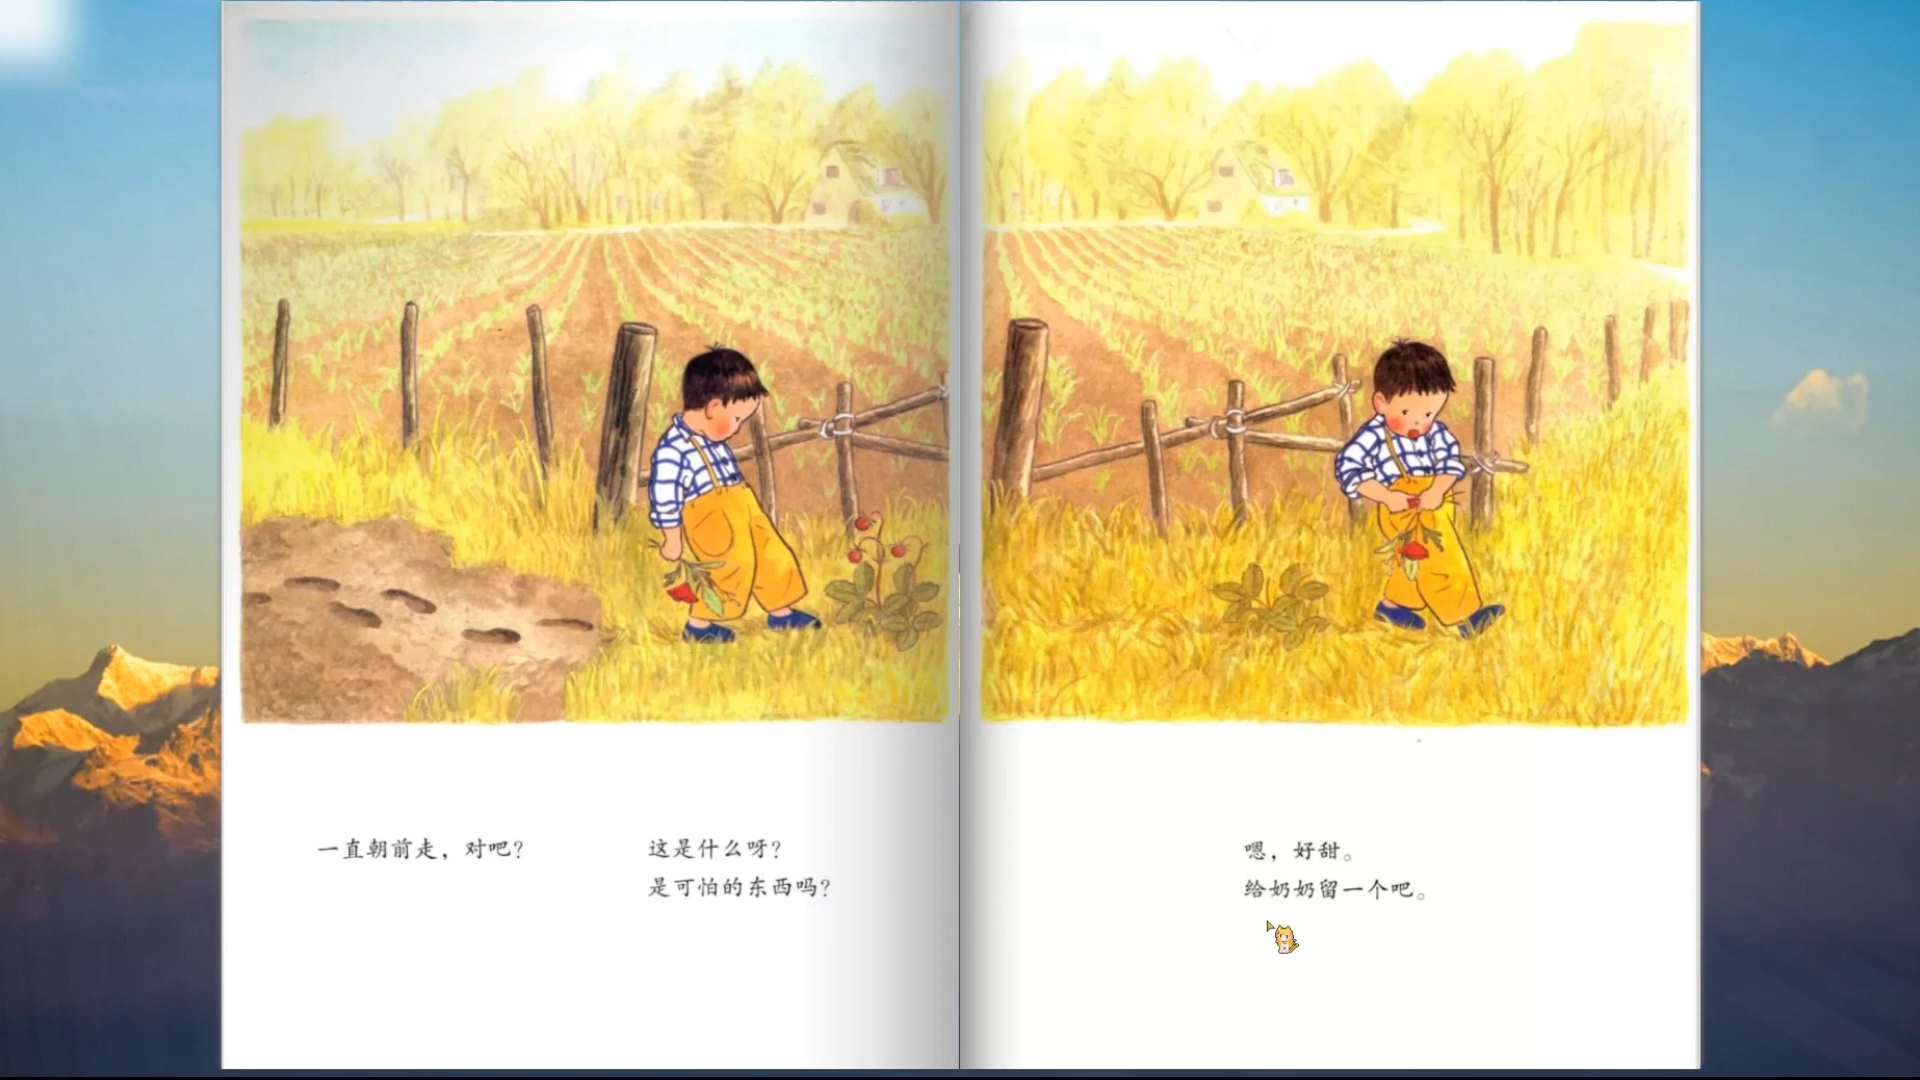 一直朝前走，对吧？
这是什么呀？
是可怕的东西吗？
嗯，好甜。
给奶奶留一个吧。